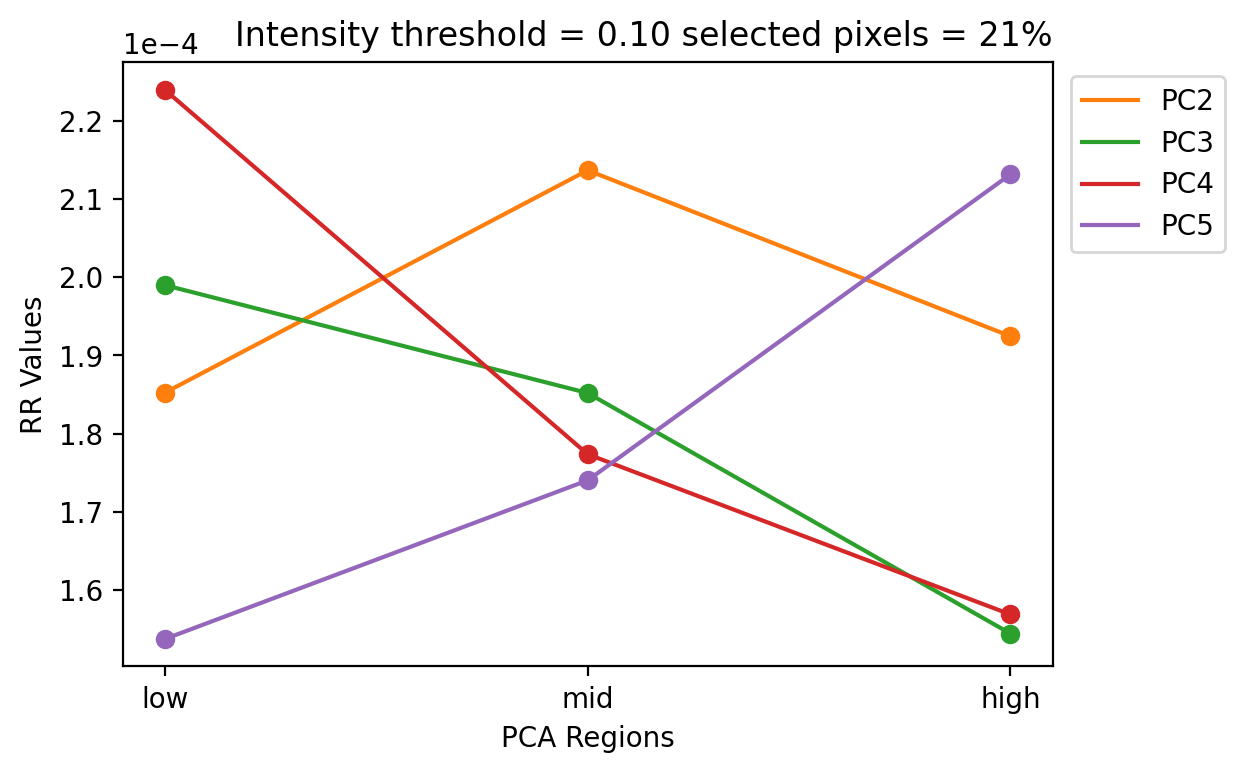 Intensity threshold = 0.10 selected pixels = 21%
1e−4
2.2
2.1
2.0
1.9
1.8
1.7
1.6
RR Values
low
mid
high
PCA Regions
PC2
PC3
PC4
PC5